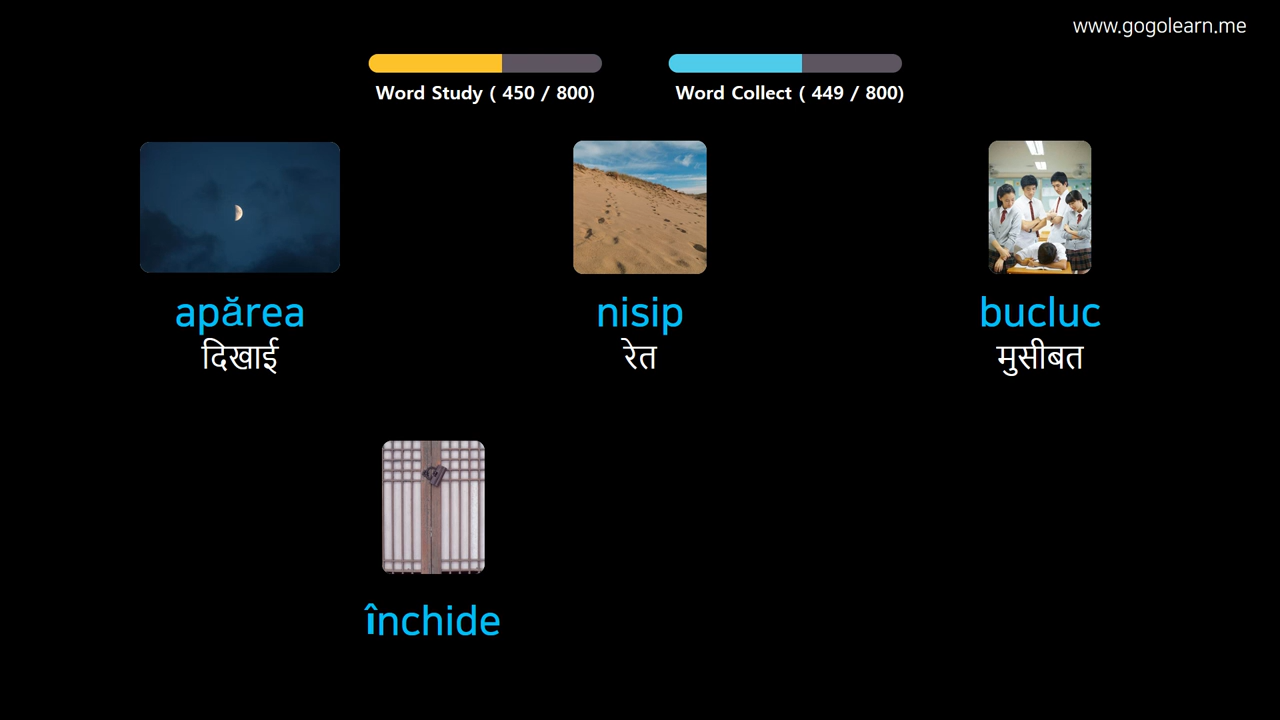 www.gogolearn.me
Word Study ( 450 / 800)
Word Collect ( 449 / 800)
apărea
दिखाई
nisip
रेत
bucluc
मुसीबत
închide